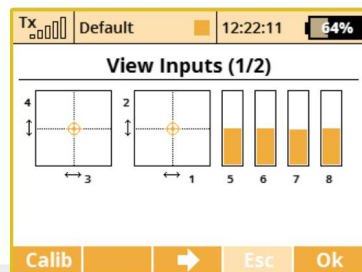 Tx Default 12:22:11 64%
View Inputs (1/2)
4 2
3 1 5 6 7 8
Calib Esc Ok